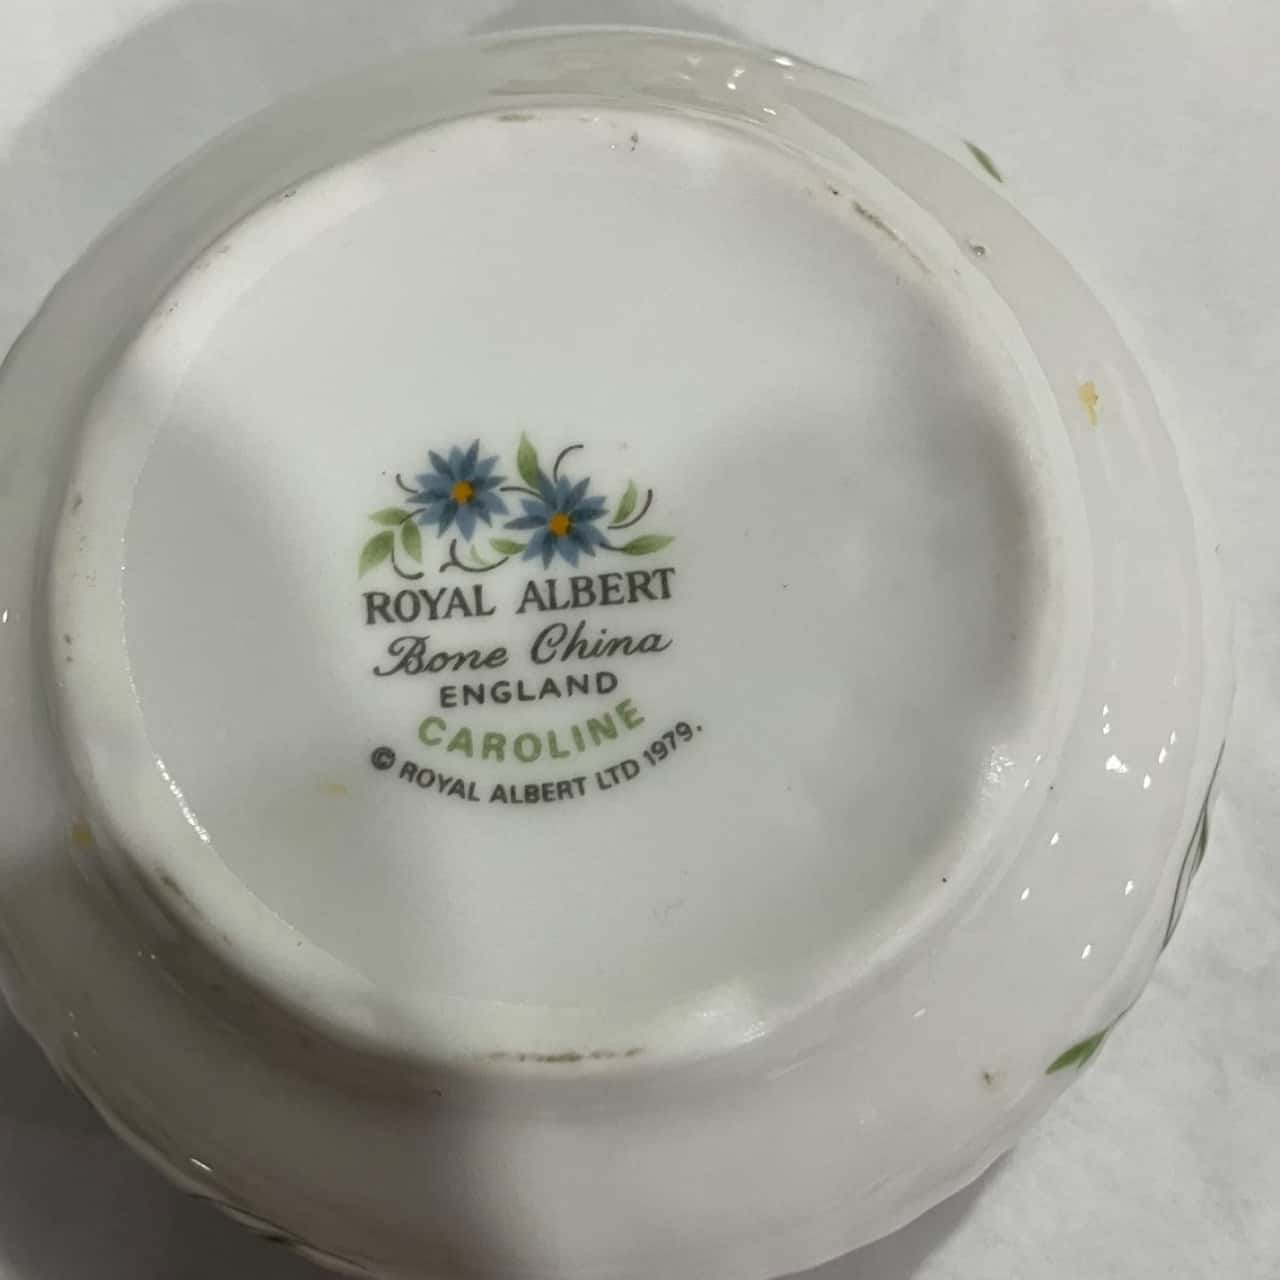 ROYAL ALBERT
Bone China
ENGLAND
CAROLINE
© ROYAL ALBERT LTD 1979.